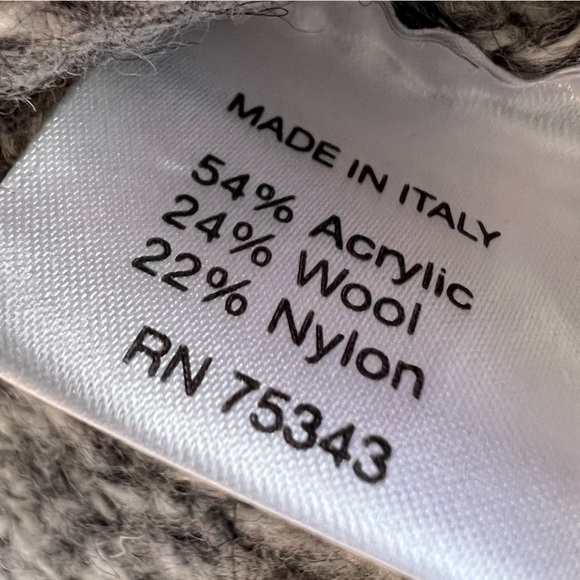 MADE IN ITALY
54% Acrylic
24% Wool
22% Nylon
RN 75343